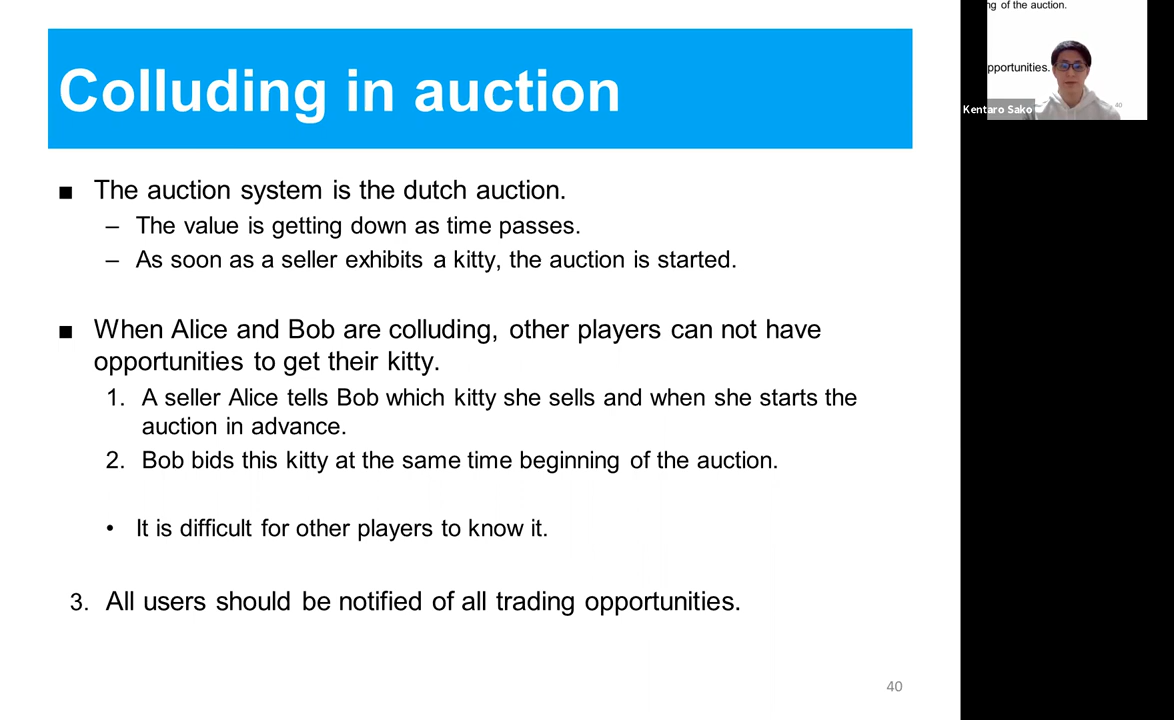 Colluding in auction
■ The auction system is the dutch auction.
– The value is getting down as time passes.
– As soon as a seller exhibits a kitty, the auction is started.
■ When Alice and Bob are colluding, other players can not have
opportunities to get their kitty.
1. A seller Alice tells Bob which kitty she sells and when she starts the
auction in advance.
2. Bob bids this kitty at the same time beginning of the auction.
• It is difficult for other players to know it.
3. All users should be notified of all trading opportunities.
40
ng of the auction.
pportunities.
40
Kentaro Sako